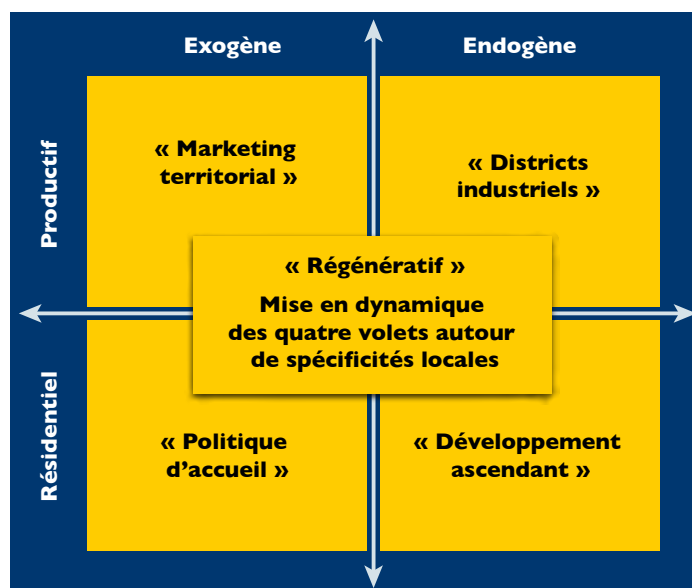 Exogène
Endogène
Productif
« Marketing
territorial »
« Districts
industriels »
« Régénératif »
Mise en dynamique
des quatre volets autour
de spécificités locales
Résidentiel
« Politique
d’accueil »
« Développement
ascendant »